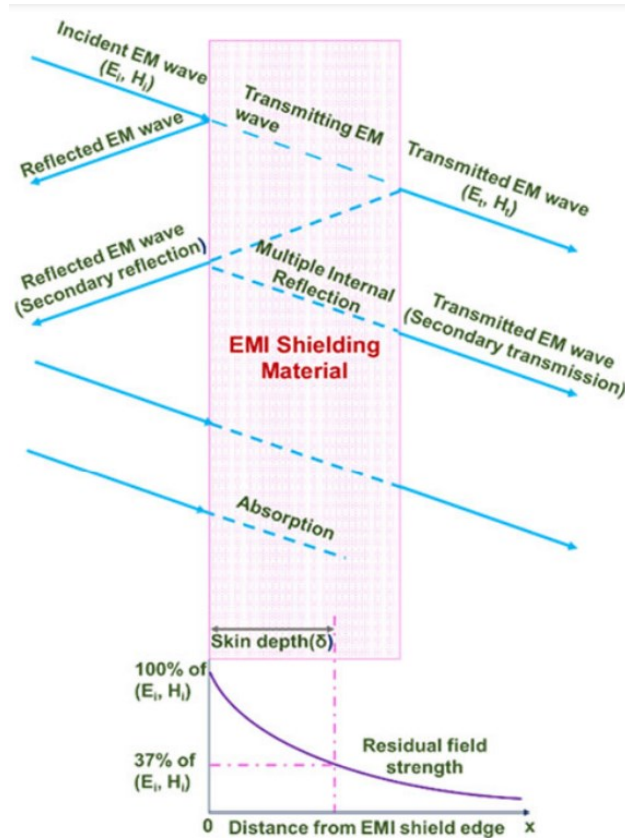 Incident EM wave
(Ei, Hi)
Reflected EM wave
Transmitting EM
wave
Transmitted EM wave
(Et, Ht)
Reflected EM wave
(Secondary reflection)
Multiple Internal
Reflection
Transmitted EM wave
(Secondary transmission)
EMI Shielding
Material
Absorption
Skin depth(δ)
100% of
(Ei, Hi)
37% of
(Ei, Hi)
Residual field
strength
0
Distance from EMI shield edge
x